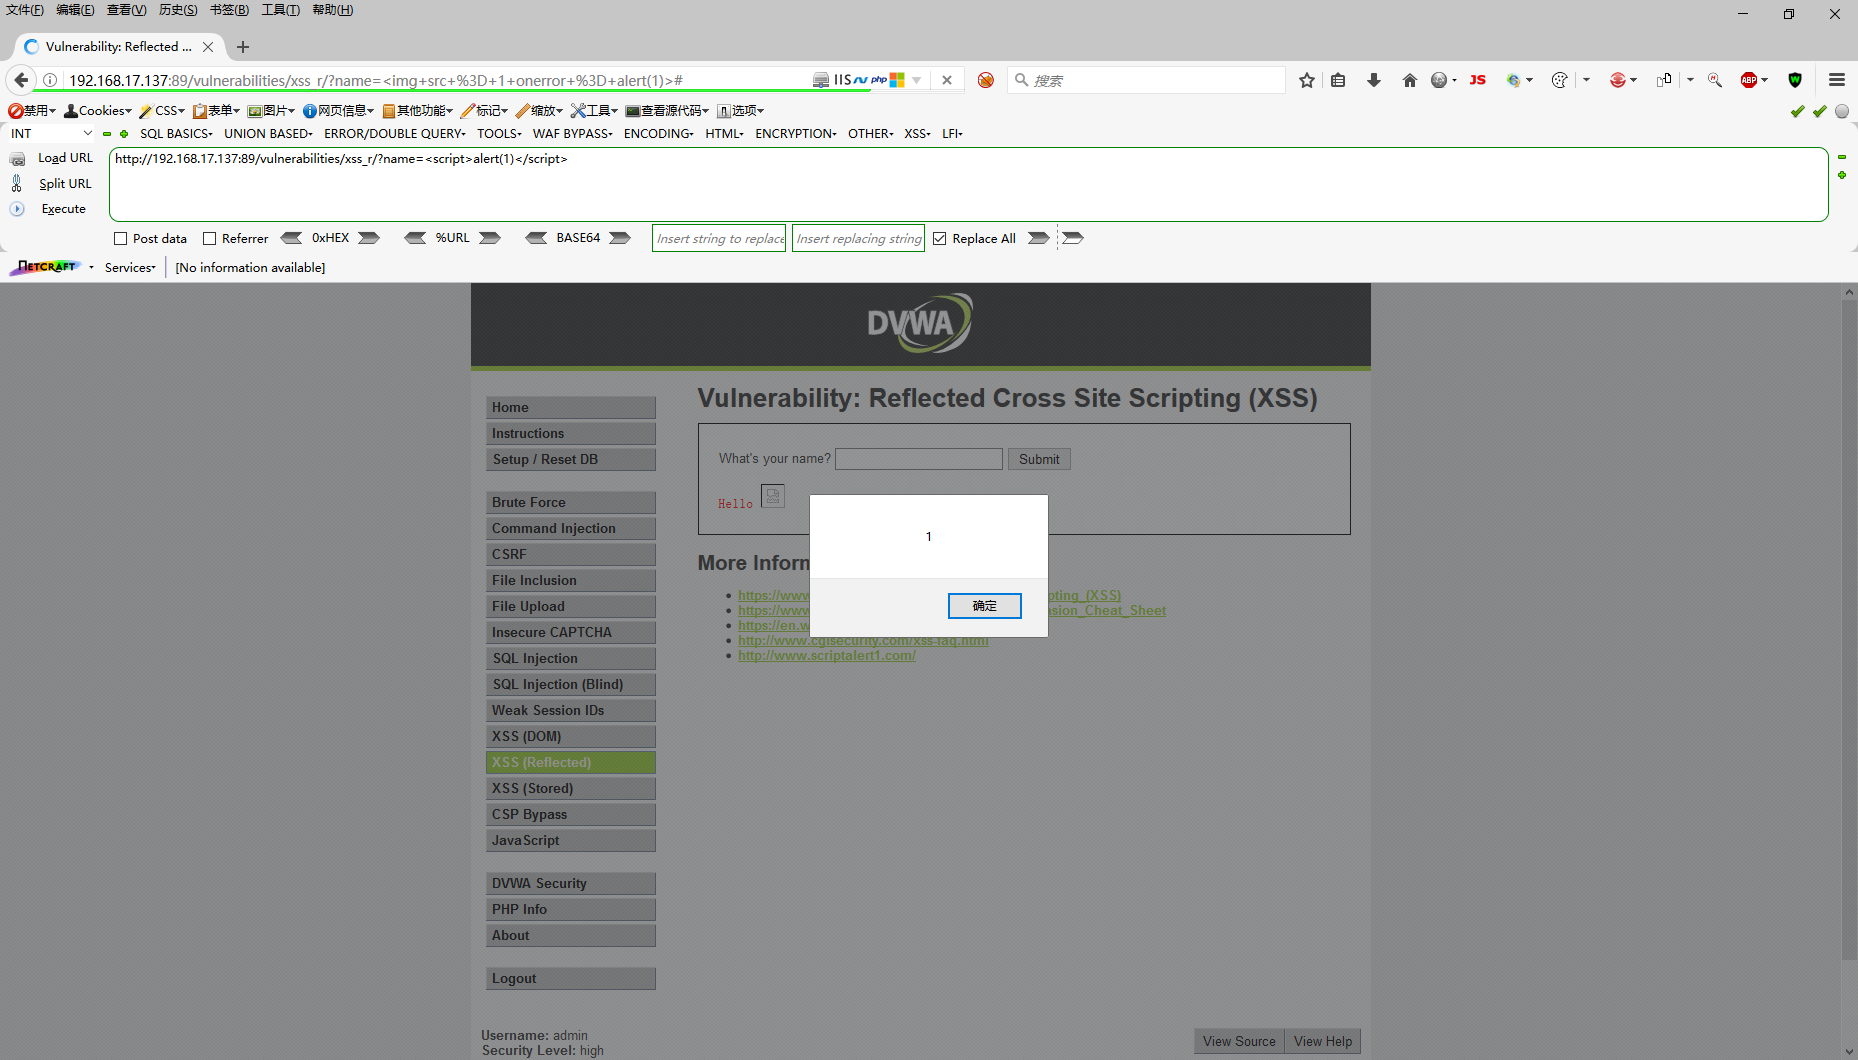 文件(F) 编辑(E) 查看(V) 历史(S) 书签(B) 工具(T) 帮助(H)
Vulnerability: Reflected ...
192.168.17.137:89/vulnerabilities/xss_r/?name=<img+src+%3D+1+onerror+%3D+alert(1)># IIS php 搜索 JS ABP W
禁用 Cookies CSS 表单 图片 网页信息 其他功能 标记 缩放 工具 查看源代码 选项
INT SQL BASICS UNION BASED ERROR/DOUBLE QUERY TOOLS WAF BYPASS ENCODING HTML ENCRYPTION OTHER XSS LFI
Load URL http://192.168.17.137:89/vulnerabilities/xss_r/?name=<script>alert(1)</script>
Split URL
Execute
Post data Referrer 0xHEX %URL BASE64 Insert string to replace Insert replacing string Replace All
NETCRAFT Services [No information available]
DVWA
Vulnerability: Reflected Cross Site Scripting (XSS)
What's your name? Submit
Hello
1
确定
More Inform
https://www pting_(XSS)
https://www sion_Cheat_Sheet
https://en.w
http://www.cgisecurity.com/xss-faq.html
http://www.scriptalert1.com/
Home
Instructions
Setup / Reset DB
Brute Force
Command Injection
CSRF
File Inclusion
File Upload
Insecure CAPTCHA
SQL Injection
SQL Injection (Blind)
Weak Session IDs
XSS (DOM)
XSS (Reflected)
XSS (Stored)
CSP Bypass
JavaScript
DVWA Security
PHP Info
About
Logout
Username: admin
Security Level: high
View Source View Help